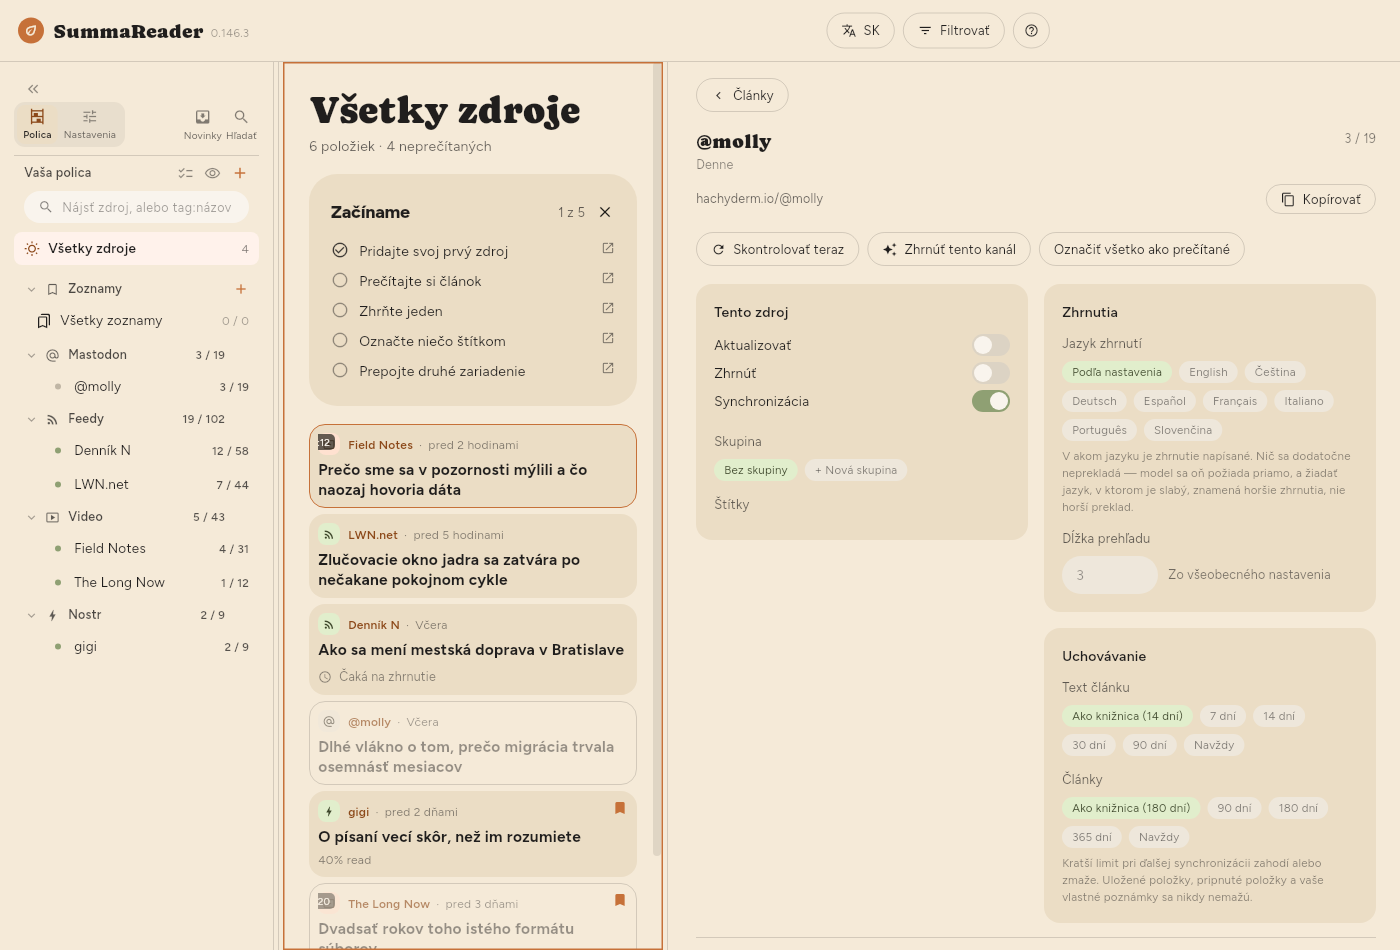 SummaReader 0.146.3
SK
Filtrovať
Polica
Nastavenia
Novinky
Hľadať
Vaša polica
Nájsť zdroj, alebo tag:názov
Všetky zdroje 4
Zoznamy
Všetky zoznamy 0 / 0
Mastodon 3 / 19
@molly 3 / 19
Feedy 19 / 102
Denník N 12 / 58
LWN.net 7 / 44
Video 5 / 43
Field Notes 4 / 31
The Long Now 1 / 12
Nostr 2 / 9
gigi 2 / 9
Všetky zdroje
6 položiek · 4 neprečítaných
Začíname 1 z 5
Pridajte svoj prvý zdroj
Prečítajte si článok
Zhrňte jeden
Označte niečo štítkom
Prepojte druhé zariadenie
:12
Field Notes · pred 2 hodinami
Prečo sme sa v pozornosti mýlili a čo
naozaj hovoria dáta
LWN.net · pred 5 hodinami
Zlučovacie okno jadra sa zatvára po
nečakane pokojnom cykle
Denník N · Včera
Ako sa mení mestská doprava v Bratislave
Čaká na zhrnutie
@molly · Včera
Dlhé vlákno o tom, prečo migrácia trvala
osemnásť mesiacov
gigi · pred 2 dňami
O písaní vecí skôr, než im rozumiete
40% read
20
The Long Now · pred 3 dňami
Dvadsať rokov toho istého formátu
súborov
Články
@molly 3 / 19
Denne
hachyderm.io/@molly
Kopírovať
Skontrolovať teraz
Zhrnúť tento kanál
Označiť všetko ako prečítané
Tento zdroj
Aktualizovať
Zhrnúť
Synchronizácia
Skupina
Bez skupiny + Nová skupina
Štítky
Zhrnutia
Jazyk zhrnutí
Podľa nastavenia English Čeština
Deutsch Español Français Italiano
Português Slovenčina
V akom jazyku je zhrnutie napísané. Nič sa dodatočne
neprekladá — model sa oň požiada priamo, a žiadať
jazyk, v ktorom je slabý, znamená horšie zhrnutia, nie
horší preklad.
Dĺžka prehľadu
3 Zo všeobecného nastavenia
Uchovávanie
Text článku
Ako knižnica (14 dní) 7 dní 14 dní
30 dní 90 dní Navždy
Články
Ako knižnica (180 dní) 90 dní 180 dní
365 dní Navždy
Kratší limit pri ďalšej synchronizácii zahodí alebo
zmaže. Uložené položky, pripnuté položky a vaše
vlastné poznámky sa nikdy nemažú.